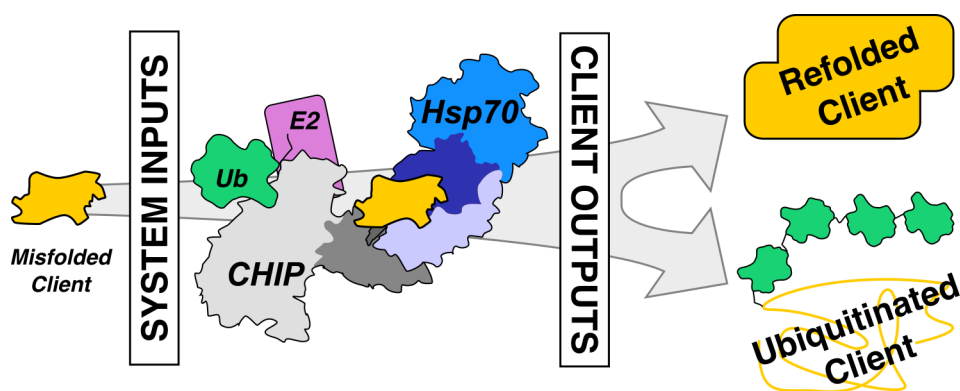 Misfolded
Client
SYSTEM INPUTS
Ub
E2
CHIP
Hsp70
CLIENT OUTPUTS
Refolded
Client
Ubiquitinated
Client